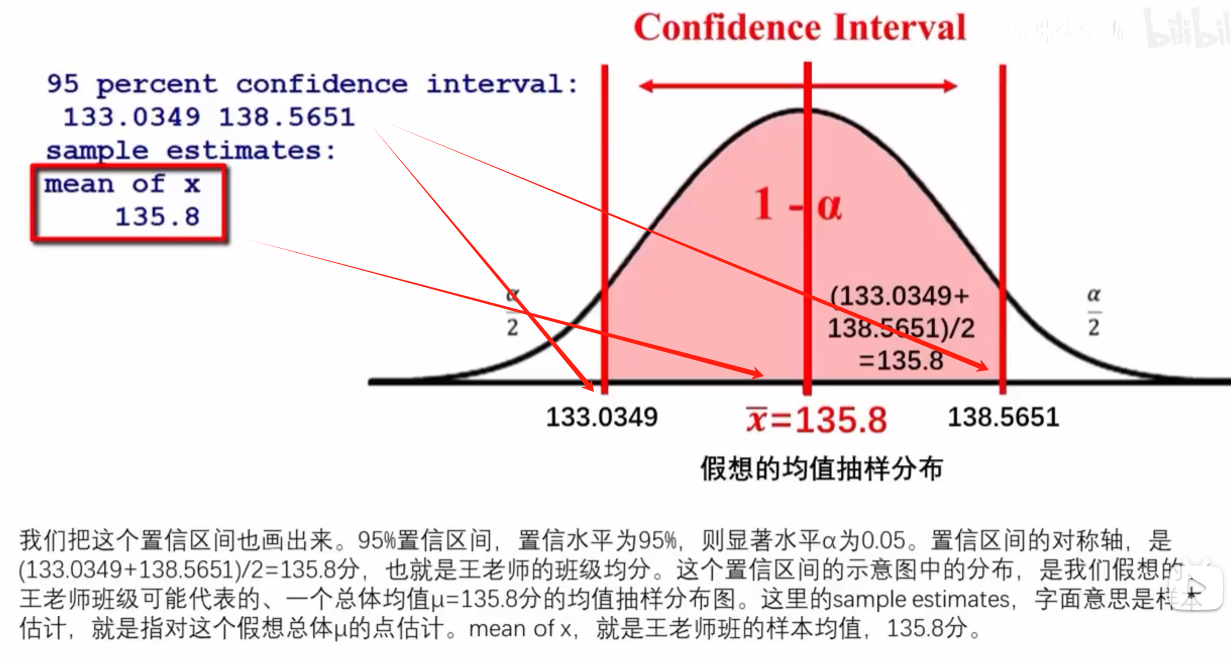 Confidence Interval
bilibili
95 percent confidence interval:
133.0349 138.5651
sample estimates:
mean of x
135.8
1 - α
α
2
(133.0349+
138.5651)/2
=135.8
α
2
133.0349
x̅=135.8
138.5651
假想的均值抽样分布
我们把这个置信区间也画出来。95%置信区间，置信水平为95%，则显著水平α为0.05。置信区间的对称轴，是
(133.0349+138.5651)/2=135.8分，也就是王老师的班级均分。这个置信区间的示意图中的分布，是我们假想的、
王老师班级可能代表的、一个总体均值μ=135.8分的均值抽样分布图。这里的sample estimates，字面意思是样本
估计，就是指对这个假想总体μ的点估计。mean of x，就是王老师班的样本均值，135.8分。